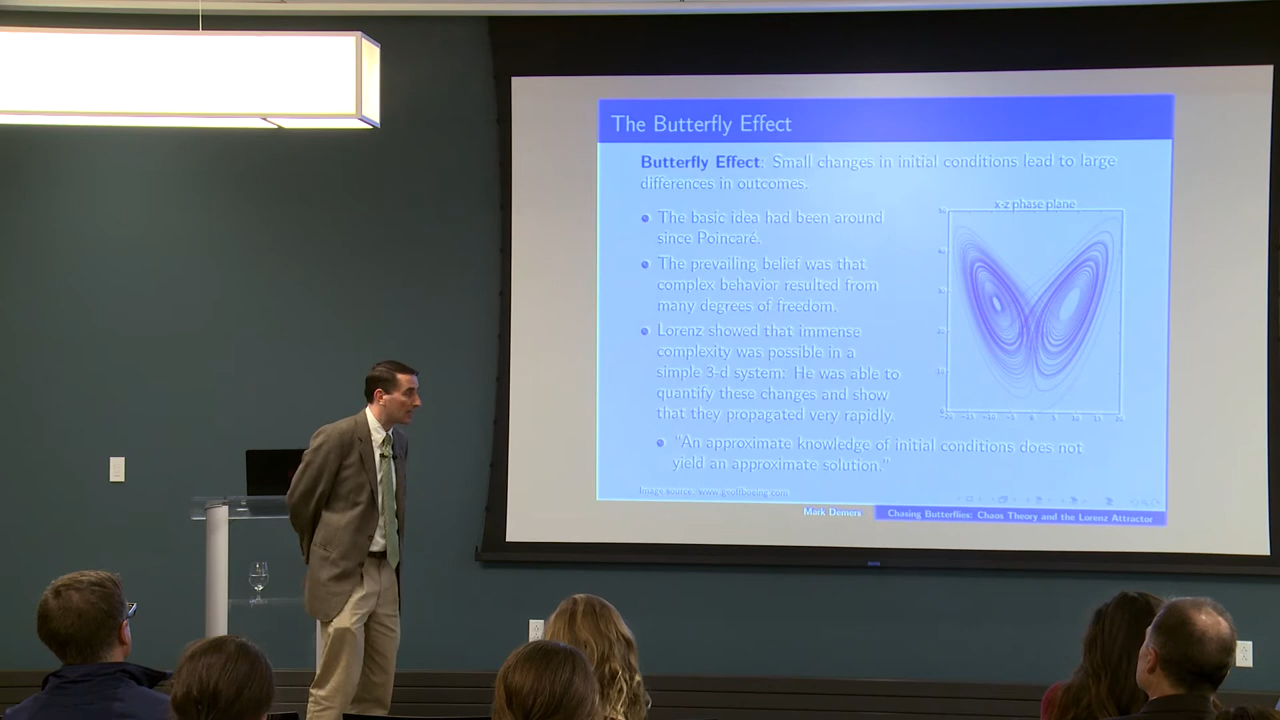 The Butterfly Effect
Butterfly Effect: Small changes in initial conditions lead to large
differences in outcomes.
The basic idea had been around
since Poincaré.
The prevailing belief was that
complex behavior resulted from
many degrees of freedom.
Lorenz showed that immense
complexity was possible in a
simple 3-d system: He was able to
quantify these changes and show
that they propagated very rapidly.
"An approximate knowledge of initial conditions does not
yield an approximate solution."
x-z phase plane
Image source: www.geoffboeing.com
Mark Demers
Chasing Butterflies: Chaos Theory and the Lorenz Attractor